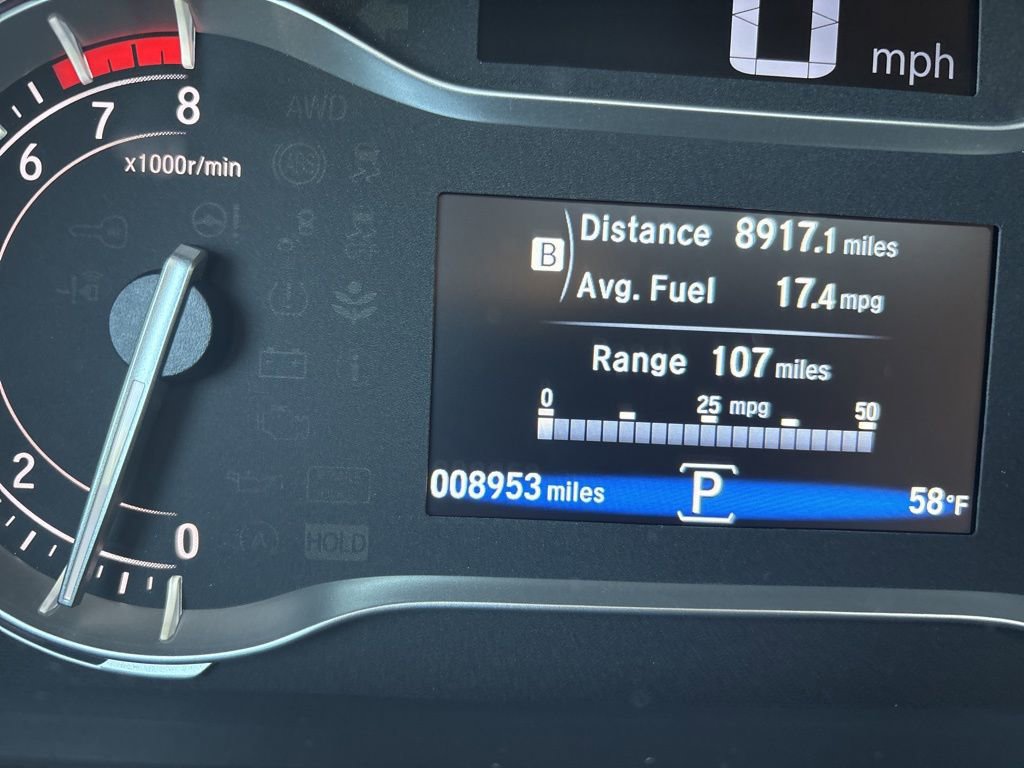 0 mph
8
7
6
x1000r/min
AWD
B Distance 8917.1 miles
Avg. Fuel 17.4 mpg
Range 107 miles
0 25 mpg 50
2
008953 miles P 58°F
0
HOLD